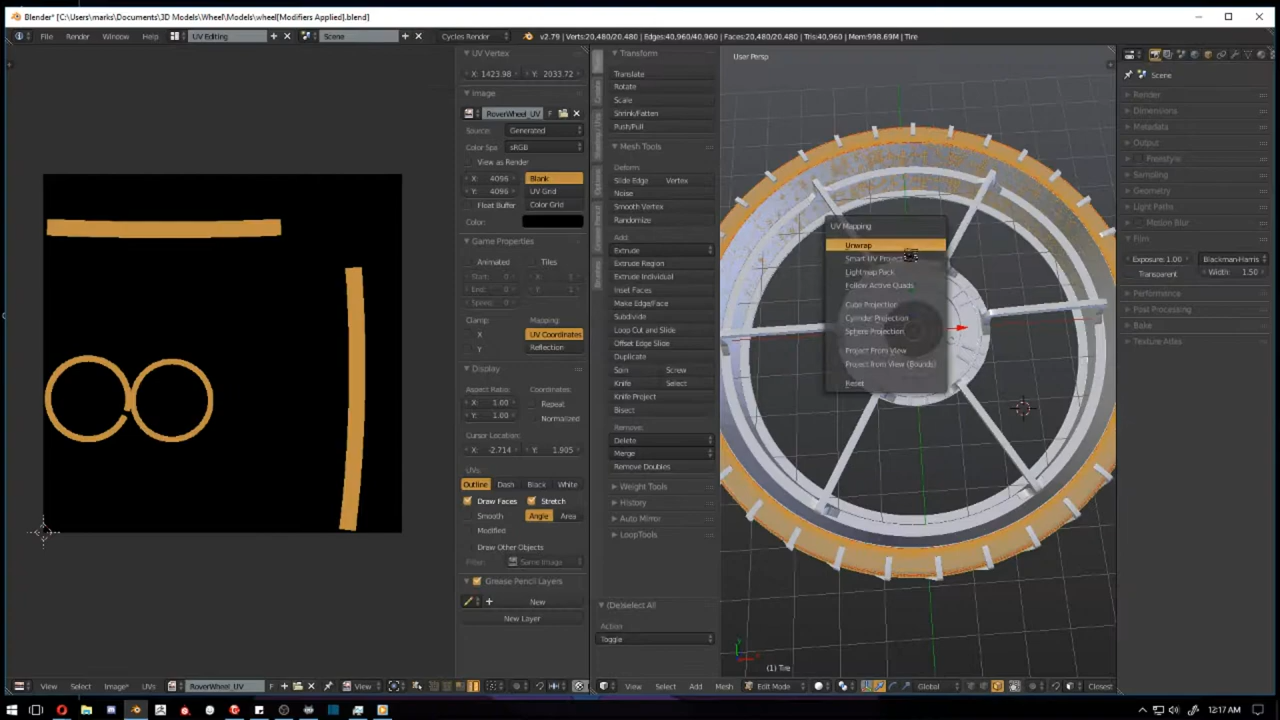 Blender* [C:\Users\marks\Documents\3D Models\Wheel\Models\wheel[Modifiers Applied].blend]
File Render Window Help UV Editing Scene Cycles Render v2.79 | Verts:20,480/20,480 | Edges:40,960/40,960 | Faces:20,480/20,480 | Tris:40,960 | Mem:998.69M | Tire
UV Vertex
X: 1423.98 Y: 2033.72
Image
RoverWheel_UV F
Source: Generated
Color Spa sRGB
View as Render
X: 4096 Blank
Y: 4096 UV Grid
Float Buffer Color Grid
Color:
Game Properties
Animated Tiles
Start: 0 X: 1
End: 0 Y: 1
Speed: 0
Clamp: Mapping:
X UV Coordinates
Y Reflection
Display
Aspect Ratio: Coordinates:
X: 1.00 Repeat
Y: 1.00 Normalized
Cursor Location:
X: -2.714 Y: 1.905
UVs:
Outline Dash Black White
Draw Faces Stretch
Smooth Angle Area
Modified
Draw Other Objects
Filter: Same Image
Grease Pencil Layers
New
New Layer
Transform
Translate
Rotate
Scale
Shrink/Fatten
Push/Pull
Mesh Tools
Deform:
Slide Edge Vertex
Noise
Smooth Vertex
Randomize
Add:
Extrude
Extrude Region
Extrude Individual
Inset Faces
Make Edge/Face
Subdivide
Loop Cut and Slide
Offset Edge Slide
Duplicate
Spin Screw
Knife Select
Knife Project
Bisect
Remove:
Delete
Merge
Remove Doubles
Weight Tools
History
Auto Mirror
LoopTools
(De)select All
Action
Toggle
User Persp
UV Mapping
Unwrap
Smart UV Project
Lightmap Pack
Follow Active Quads
Cube Projection
Cylinder Projection
Sphere Projection
Project From View
Project from View (Bounds)
Reset
(1) Tire
Scene
Render
Dimensions
Metadata
Output
Freestyle
Sampling
Geometry
Light Paths
Motion Blur
Film
Exposure: 1.00 Blackman-Harris
Transparent Width: 1.50
Performance
Post Processing
Bake
Texture Atlas
View Select Image* UVs RoverWheel_UV F View
View Select Add Mesh Edit Mode Global Closest
12:17 AM